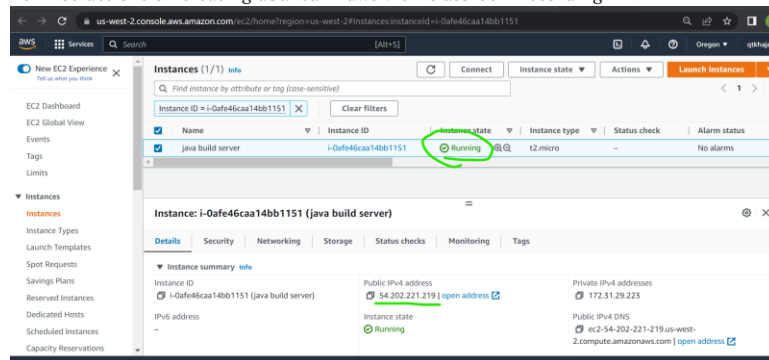 us-west-2.console.aws.amazon.com/ec2/home?region=us-west-2#Instances:instanceId=i-0afe46caa14bb1151
aws Services Search [Alt+S] Oregon ▼ qtkhaja
New EC2 Experience
Tell us what you think
EC2 Dashboard
EC2 Global View
Events
Tags
Limits
Instances
Instances
Instance Types
Launch Templates
Spot Requests
Savings Plans
Reserved Instances
Dedicated Hosts
Scheduled Instances
Capacity Reservations
Instances (1/1) Info Connect Instance state ▼ Actions ▼ Launch instances
Find instance by attribute or tag (case-sensitive) 1
Instance ID = i-0afe46caa14bb1151 X Clear filters
Name Instance ID Instance state Instance type Status check Alarm status
java build server i-0afe46caa14bb1151 Running t2.micro – No alarms
Instance: i-0afe46caa14bb1151 (java build server)
Details Security Networking Storage Status checks Monitoring Tags
▼ Instance summary Info
Instance ID Public IPv4 address Private IPv4 addresses
i-0afe46caa14bb1151 (java build server) 54.202.221.219 | open address 172.31.29.223
IPv6 address Instance state Public IPv4 DNS
– Running ec2-54-202-221-219.us-west-
2.compute.amazonaws.com | open address